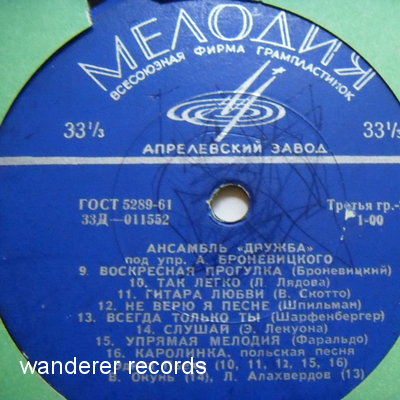 МЕЛОДИЯ
ВСЕСОЮЗНАЯ ФИРМА ГРАМПЛАСТИНОК
33⅓ 33⅓
АПРЕЛЕВСКИЙ ЗАВОД
ГОСТ 5289-61 Третья гр.
33Д—011552 1-00
АНСАМБЛЬ «ДРУЖБА»
под упр. А. БРОНЕВИЦКОГО
9. ВОСКРЕСНАЯ ПРОГУЛКА (Броневицкий)
10. ТАК ЛЕГКО (Л. Лядова)
11. ГИТАРА ЛЮБВИ (В. Скотто)
12. НЕ ВЕРЮ Я ПЕСНЕ (Шпильман)
13. ВСЕГДА ТОЛЬКО ТЫ (Шарфенбергер)
14. СЛУШАЙ (Э. Лекуона)
15. УПРЯМАЯ МЕЛОДИЯ (Фаральдо)
16. КАРОЛИНКА, польская песня
(10, 11, 12, 15, 16)
В. Окунь (14), Л. Алахвердов (13)
wanderer records